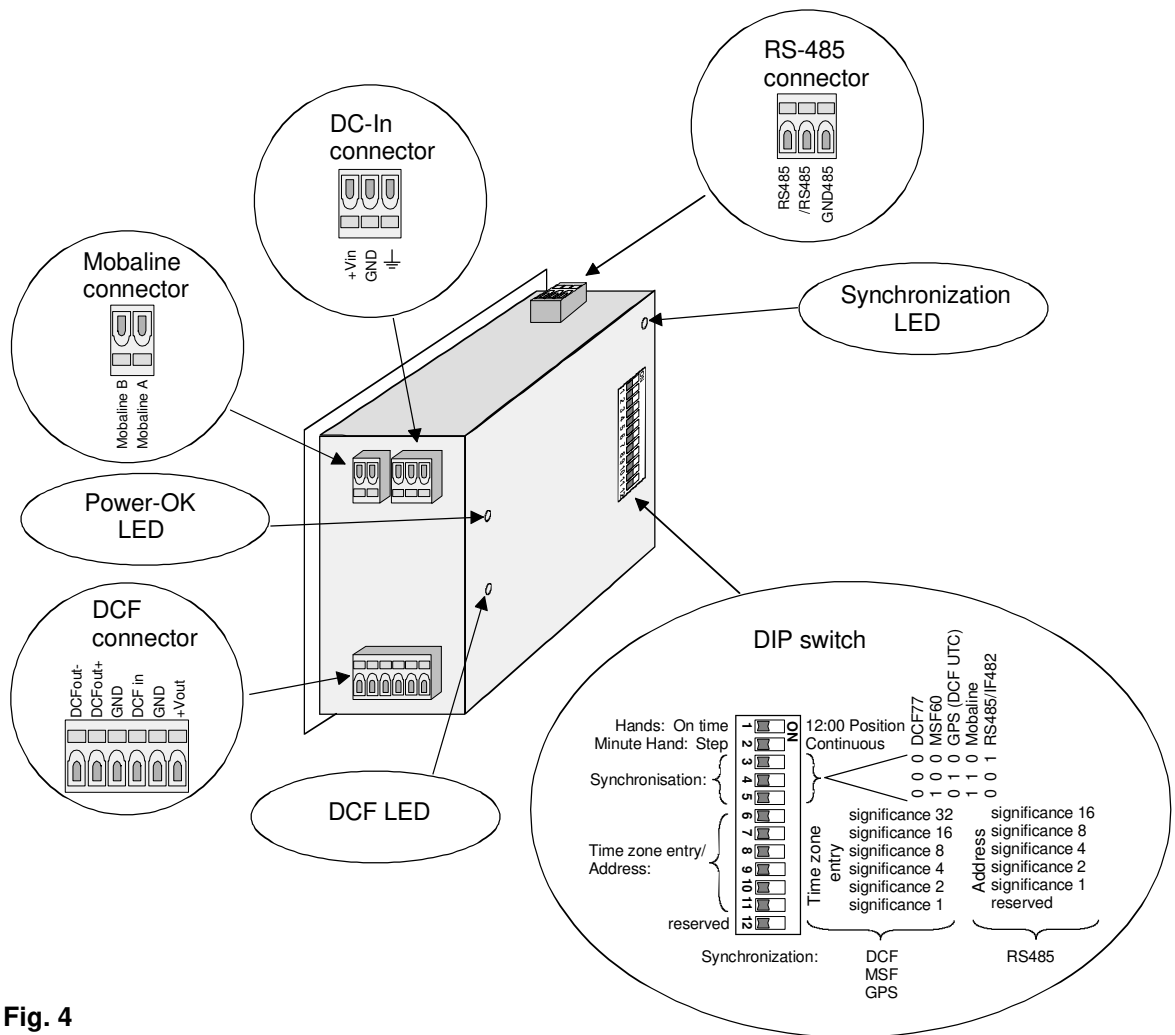 RS-485
connector
RS485
/RS485
GND485
DC-In
connector
+Vin
GND
Mobaline
connector
Mobaline B
Mobaline A
Synchronization
LED
Power-OK
LED
DCF
connector
DCFout-
DCFout+
GND
DCF in
GND
+Vout
DCF LED
DIP switch
DCF77
MSF60
GPS (DCF UTC)
Mobaline
RS485/IF482
0 0 0 0 1
0 0 1 1 0
0 1 0 1 0
Hands: On time 1 ON 12:00 Position
Minute Hand: Step 2 Continuous
Synchronisation: 3 4 5
Time zone entry/
Address:
6 7 8 9 10 11
reserved 12
Time zone
entry
significance 32
significance 16
significance 8
significance 4
significance 2
significance 1
Address
significance 16
significance 8
significance 4
significance 2
significance 1
reserved
Synchronization:
DCF
MSF
GPS
RS485
Fig. 4